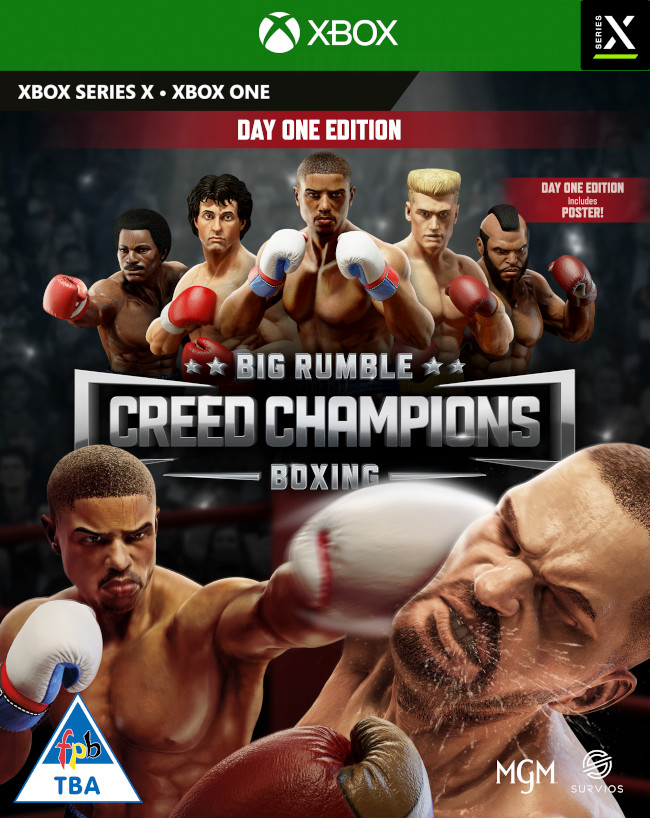 XBOX
SERIES X
XBOX SERIES X • XBOX ONE
DAY ONE EDITION
DAY ONE EDITION
includes
POSTER!
BIG RUMBLE
CREED CHAMPIONS
BOXING
fpb
TBA
MGM
SURVIOS